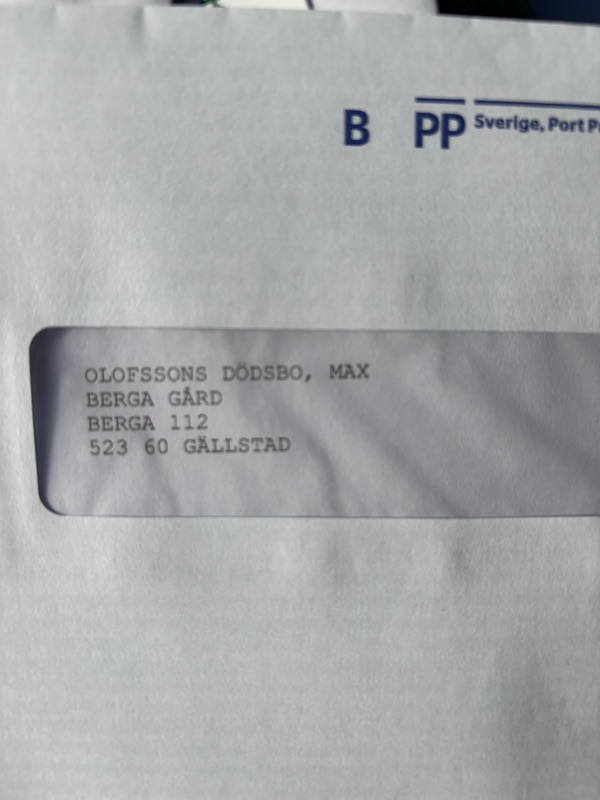 B PP Sverige, Port
OLOFSSONS DÖDSBO, MAX
BERGA GÅRD
BERGA 112
523 60 GÄLLSTAD